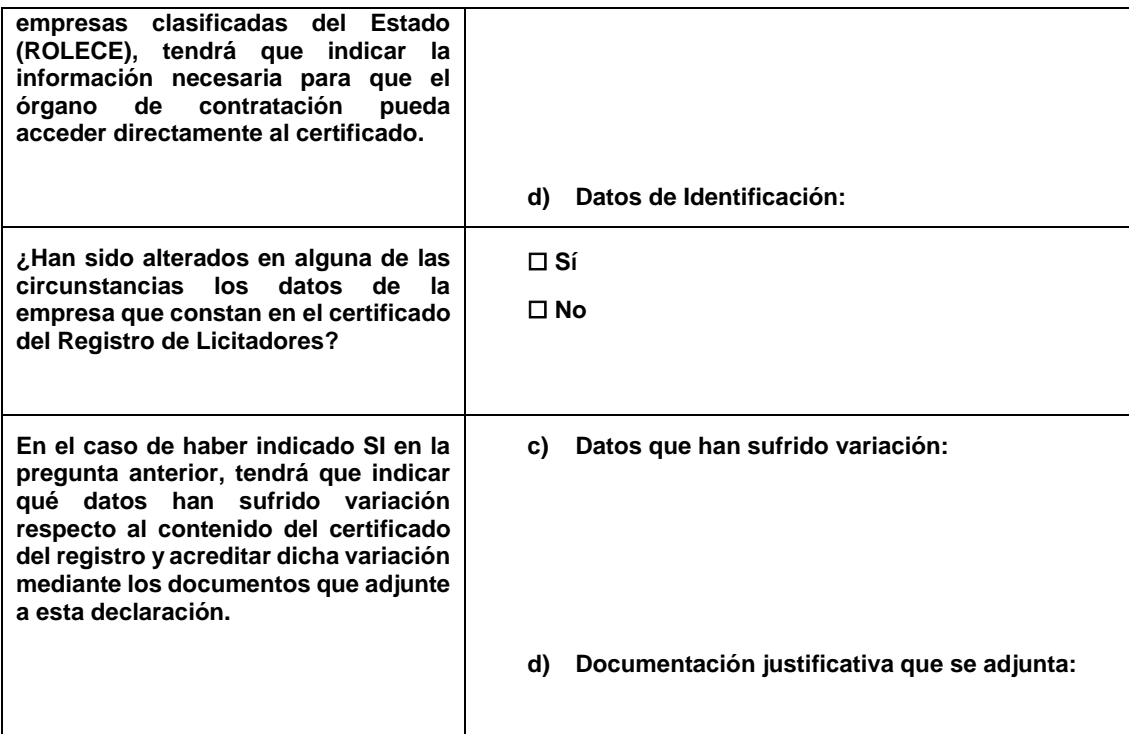 empresas clasificadas del Estado
(ROLECE), tendrá que indicar la
información necesaria para que el
órgano de contratación pueda
acceder directamente al certificado.
d) Datos de Identificación:
¿Han sido alterados en alguna de las
circunstancias los datos de la
empresa que constan en el certificado
del Registro de Licitadores?
☐ Sí
☐ No
En el caso de haber indicado SI en la
pregunta anterior, tendrá que indicar
qué datos han sufrido variación
respecto al contenido del certificado
del registro y acreditar dicha variación
mediante los documentos que adjunte
a esta declaración.
c) Datos que han sufrido variación:
d) Documentación justificativa que se adjunta: